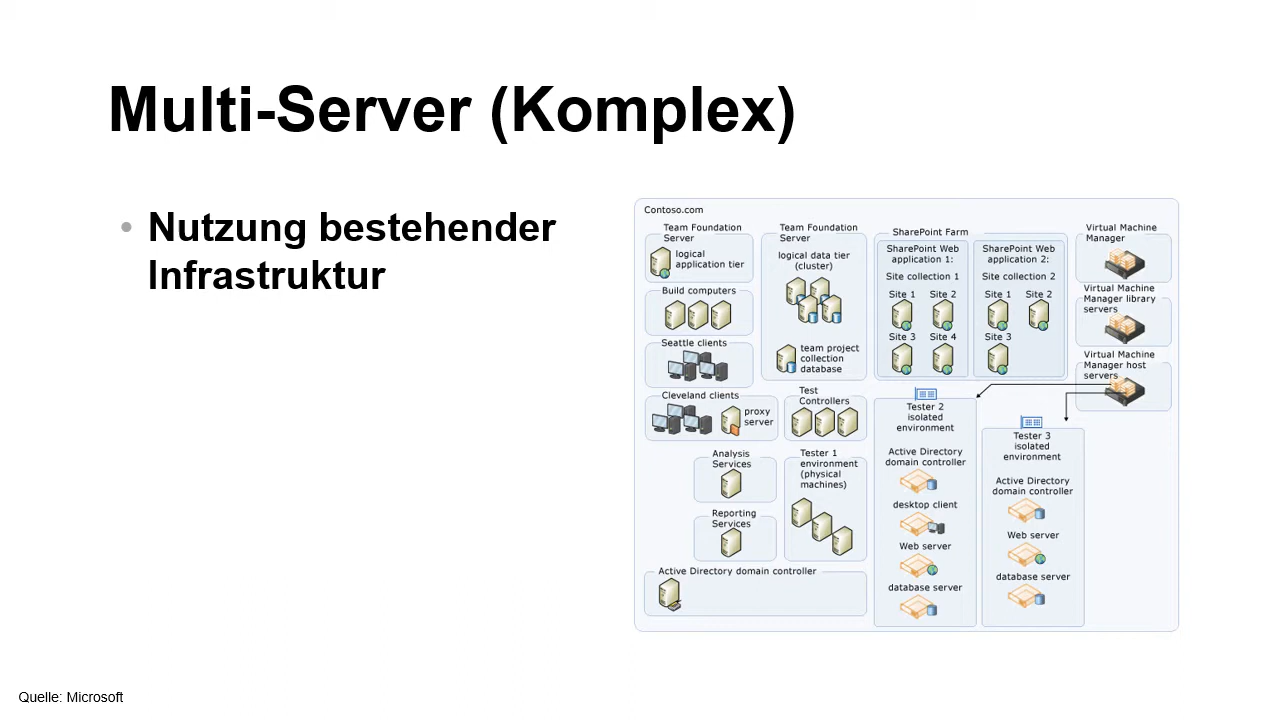 Multi-Server (Komplex)
• Nutzung bestehender
Infrastruktur
Contoso.com
Team Foundation
Server
logical
application tier
Build computers
Seattle clients
Cleveland clients
proxy
server
Team Foundation
Server
logical data tier
(cluster)
team project
collection
database
Test
Controllers
Analysis
Services
Reporting
Services
Tester 1
environment
(physical
machines)
Active Directory domain controller
SharePoint Farm
SharePoint Web
application 1:
Site collection 1
Site 1 Site 2
Site 3 Site 4
SharePoint Web
application 2:
Site collection 2
Site 1 Site 2
Site 3
Virtual Machine
Manager
Virtual Machine
Manager library
servers
Virtual Machine
Manager host
servers
Tester 2
isolated
environment
Active Directory
domain controller
desktop client
Web server
database server
Tester 3
isolated
environment
Active Directory
domain controller
Web server
database server
Quelle: Microsoft